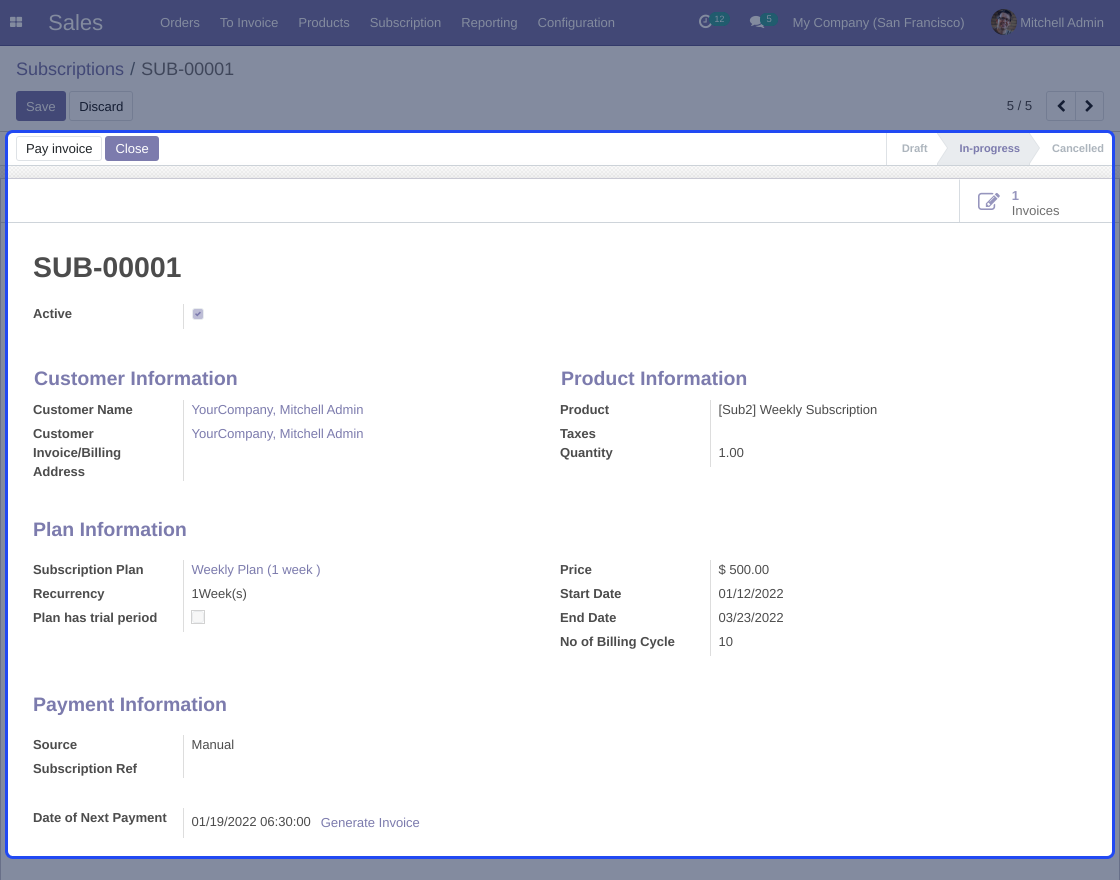 Sales Orders To Invoice Products Subscription Reporting Configuration 12 5 My Company (San Francisco) Mitchell Admin
Subscriptions / SUB-00001
Save Discard 5 / 5
Pay invoice Close Draft In-progress Cancelled
1
Invoices
SUB-00001
Active
Customer Information
Customer Name YourCompany, Mitchell Admin
Customer YourCompany, Mitchell Admin
Invoice/Billing
Address
Product Information
Product [Sub2] Weekly Subscription
Taxes
Quantity 1.00
Plan Information
Subscription Plan Weekly Plan (1 week )
Recurrency 1Week(s)
Plan has trial period
Price $ 500.00
Start Date 01/12/2022
End Date 03/23/2022
No of Billing Cycle 10
Payment Information
Source Manual
Subscription Ref
Date of Next Payment 01/19/2022 06:30:00 Generate Invoice